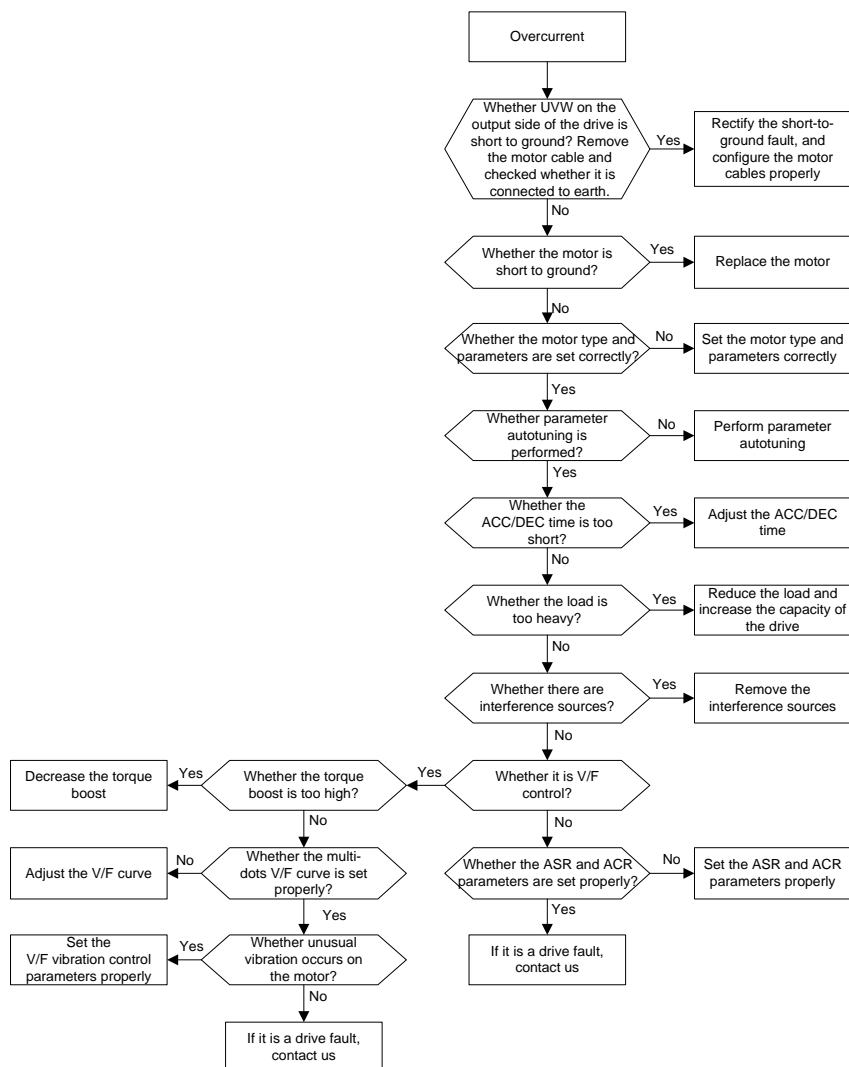 Overcurrent
Whether UVW on the
output side of the drive is
short to ground? Remove
the motor cable and
checked whether it is
connected to earth.
Yes
Rectify the short-to-
ground fault, and
configure the motor
cables properly
No
Whether the motor is
short to ground?
Yes
Replace the motor
No
Whether the motor type and
parameters are set correctly?
No
Set the motor type and
parameters correctly
Yes
Whether parameter
autotuning is
performed?
No
Perform parameter
autotuning
Yes
Whether the
ACC/DEC time is too
short?
Yes
Adjust the ACC/DEC
time
No
Whether the load is
too heavy?
Yes
Reduce the load and
increase the capacity of
the drive
No
Whether there are
interference sources?
Yes
Remove the
interference sources
No
Whether it is V/F
control?
Yes
Whether the torque
boost is too high?
Yes
Decrease the torque
boost
No
No
Whether the multi-
dots V/F curve is set
properly?
No
Adjust the V/F curve
Whether the ASR and ACR
parameters are set properly?
No
Set the ASR and ACR
parameters properly
Yes
Yes
Whether unusual
vibration occurs on
the motor?
Yes
Set the
V/F vibration control
parameters properly
If it is a drive fault,
contact us
No
If it is a drive fault,
contact us